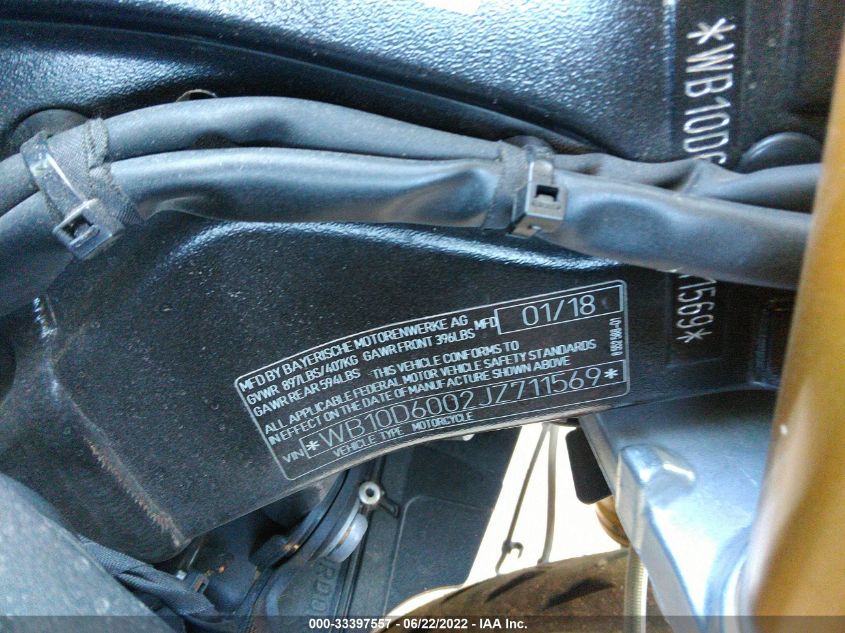 *WB10D6
71569*
MFD BY BAYERISCHE MOTORENWERKE AG MFD 01/18
GVWR 897LBS/407KG GAWR FRONT 396LBS
GAWR REAR 594LBS THIS VEHICLE CONFORMS TO
ALL APPLICABLE FEDERAL MOTOR VEHICLE SAFETY STANDARDS
IN EFFECT ON THE DATE OF MANUFACTURE SHOWN ABOVE
VIN *WB10D6002JZ711569*
VEHICLE TYPE MOTORCYCLE
000-33397557 - 06/22/2022 - IAA Inc.